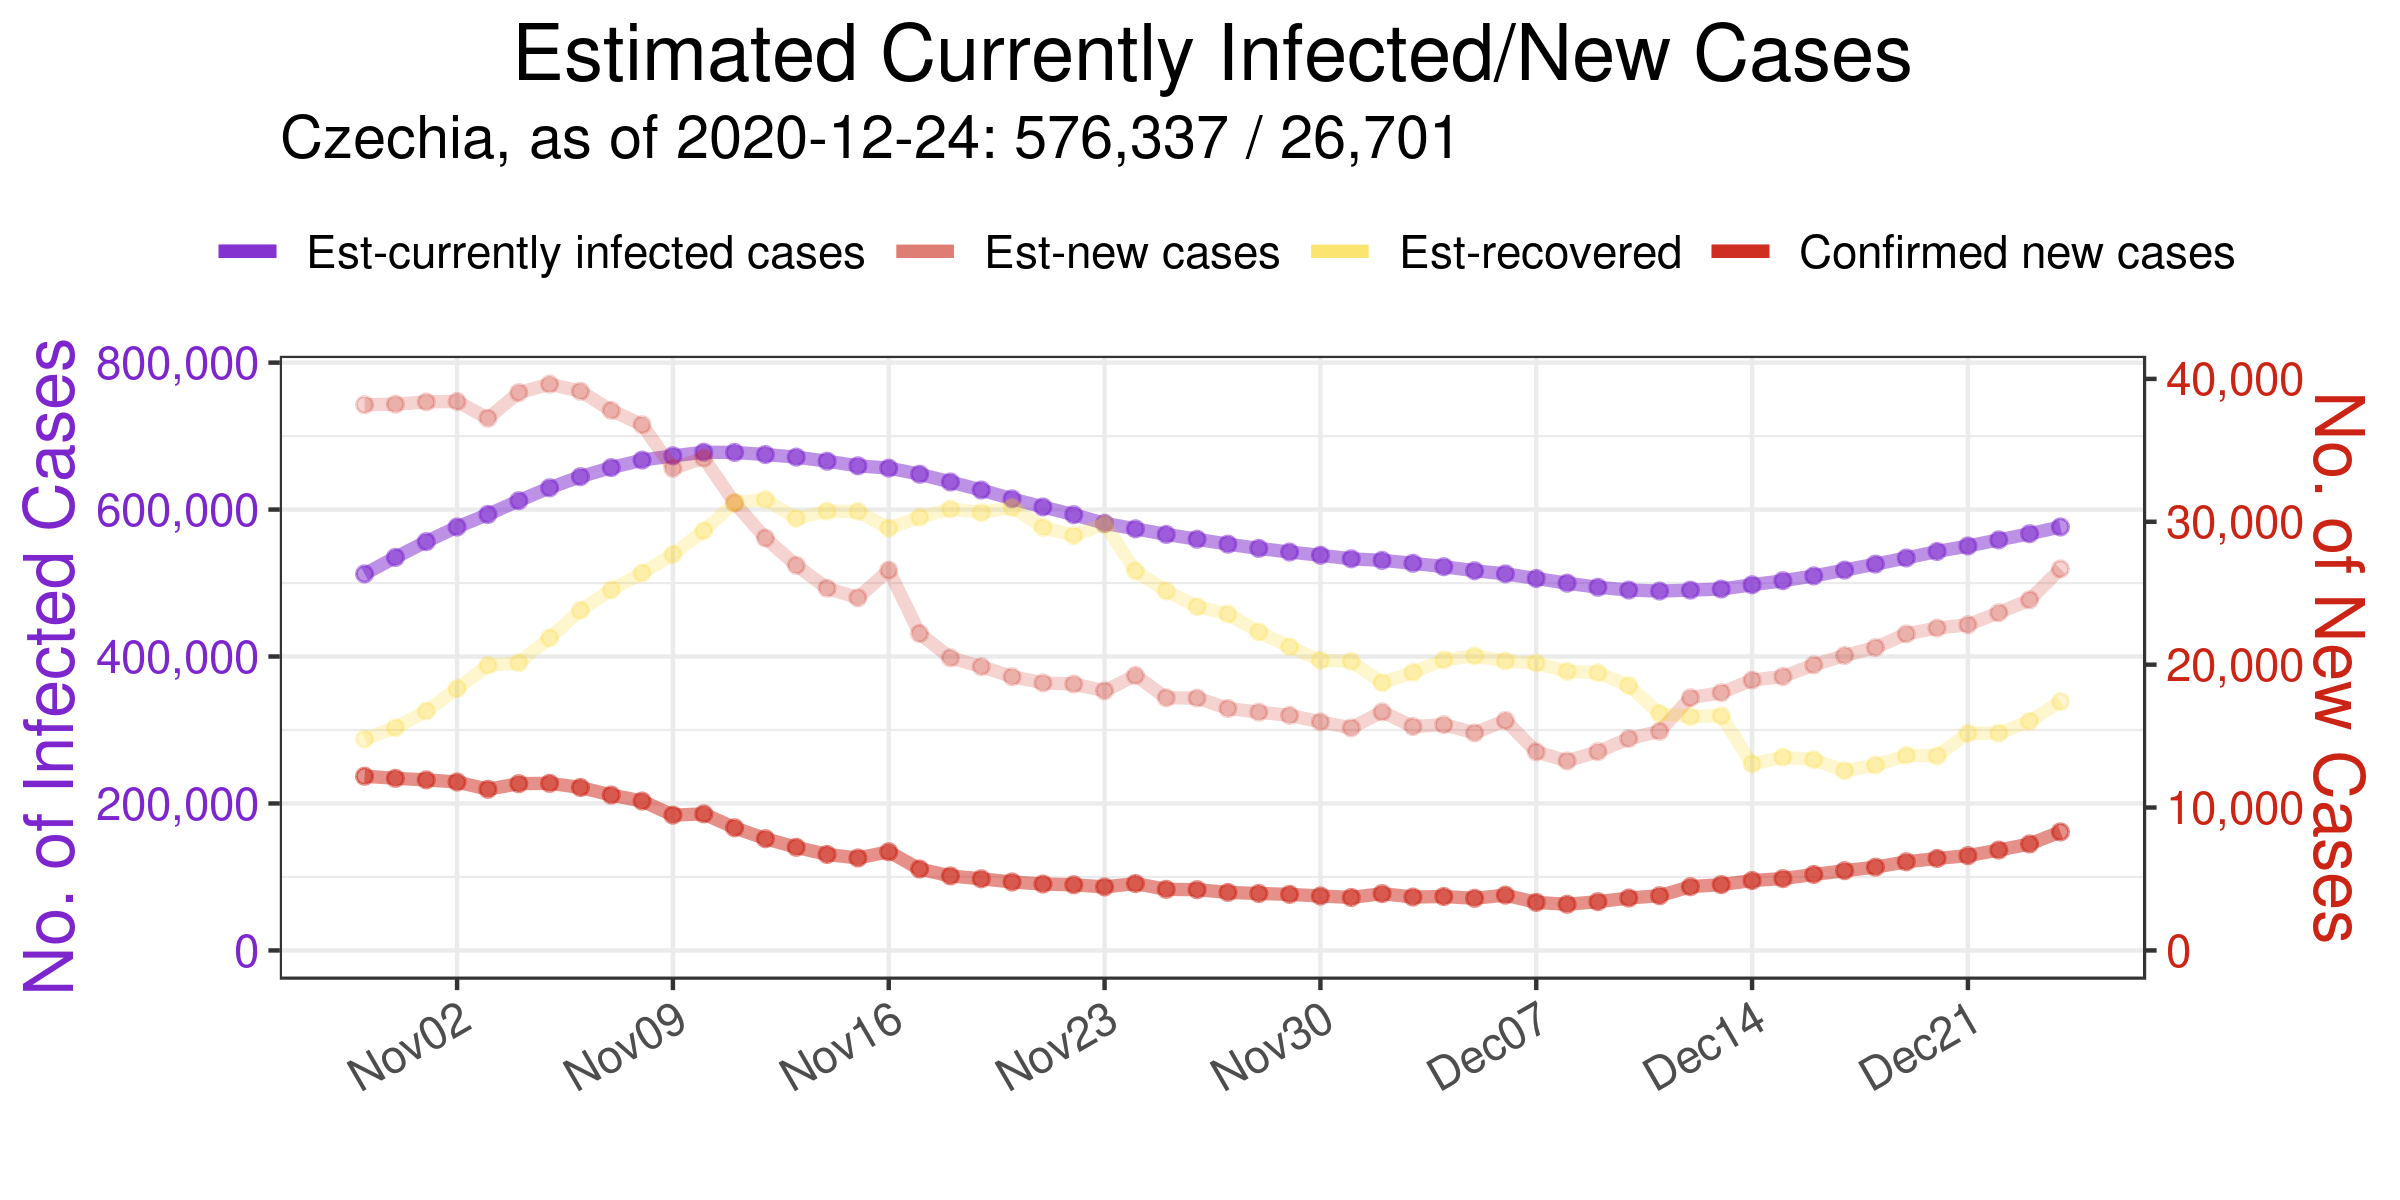 Estimated Currently Infected/New Cases
Czechia, as of 2020-12-24: 576,337 / 26,701
Est-currently infected cases Est-new cases Est-recovered Confirmed new cases
No. of Infected Cases
800,000
600,000
400,000
200,000
0
40,000
30,000
20,000
10,000
0
No. of New Cases
Nov02 Nov09 Nov16 Nov23 Nov30 Dec07 Dec14 Dec21